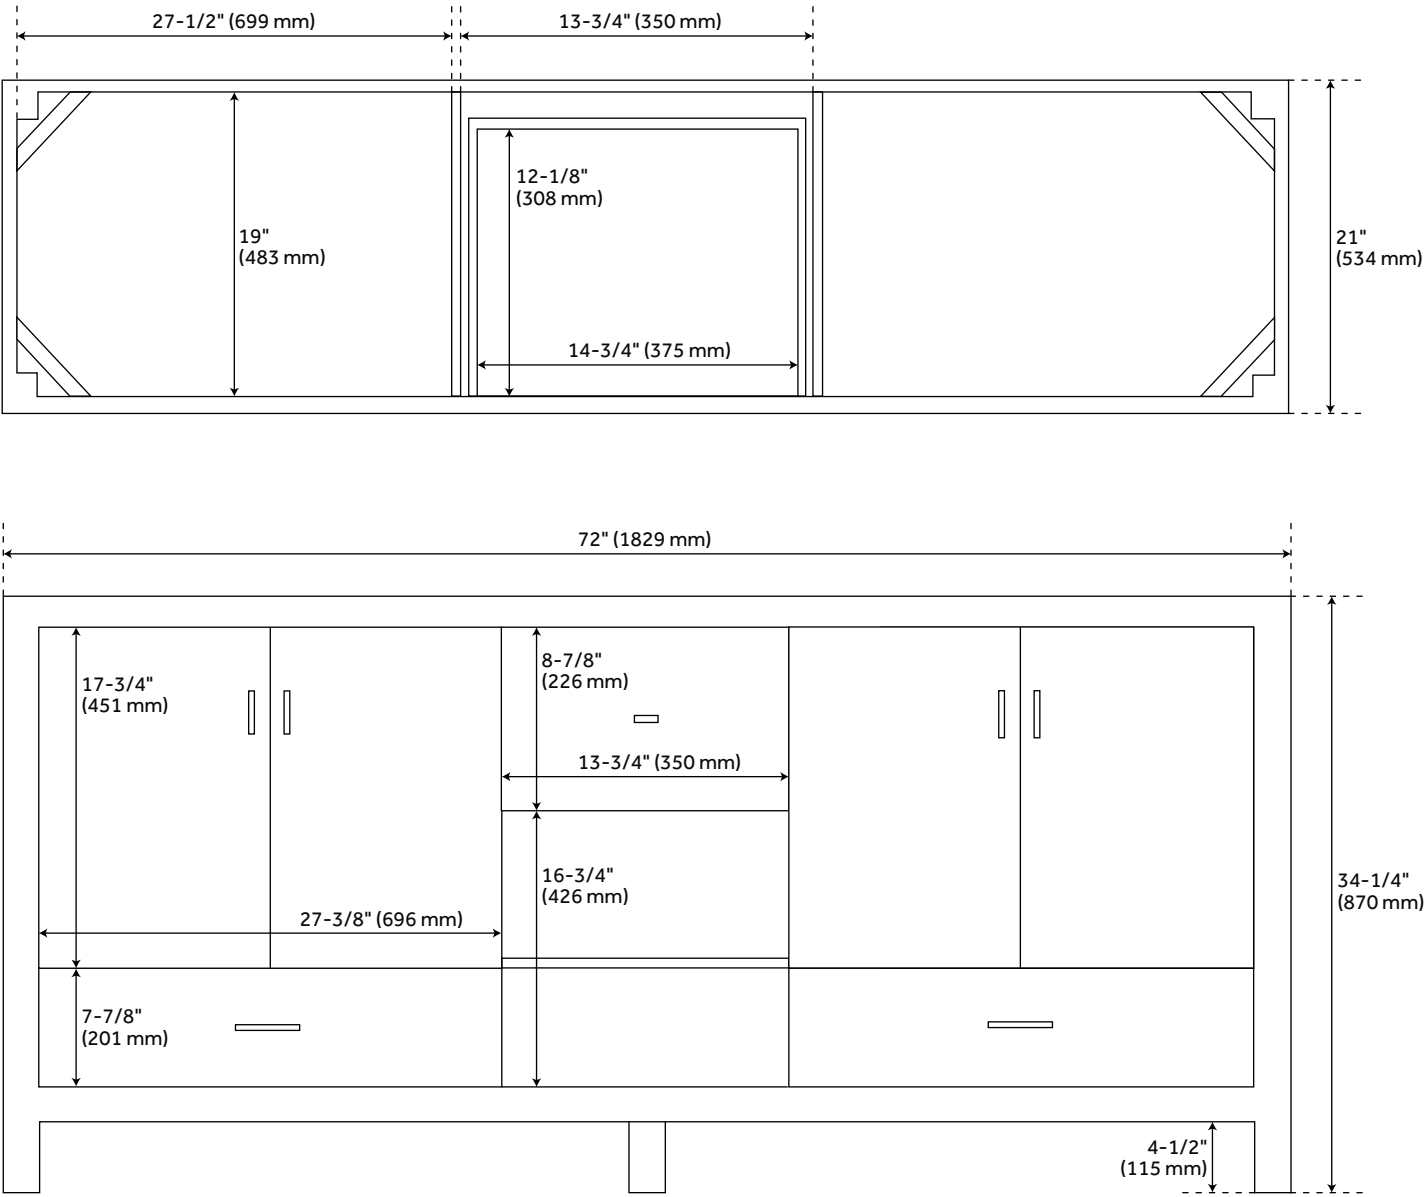 27-1/2" (699 mm)
13-3/4" (350 mm)
12-1/8"
(308 mm)
19"
(483 mm)
21"
(534 mm)
14-3/4" (375 mm)
72" (1829 mm)
17-3/4"
(451 mm)
8-7/8"
(226 mm)
13-3/4" (350 mm)
16-3/4"
(426 mm)
34-1/4"
(870 mm)
27-3/8" (696 mm)
7-7/8"
(201 mm)
4-1/2"
(115 mm)